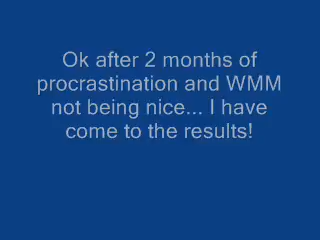 Ok after 2 months of
procrastination and WMM
not being nice... I have
come to the results!